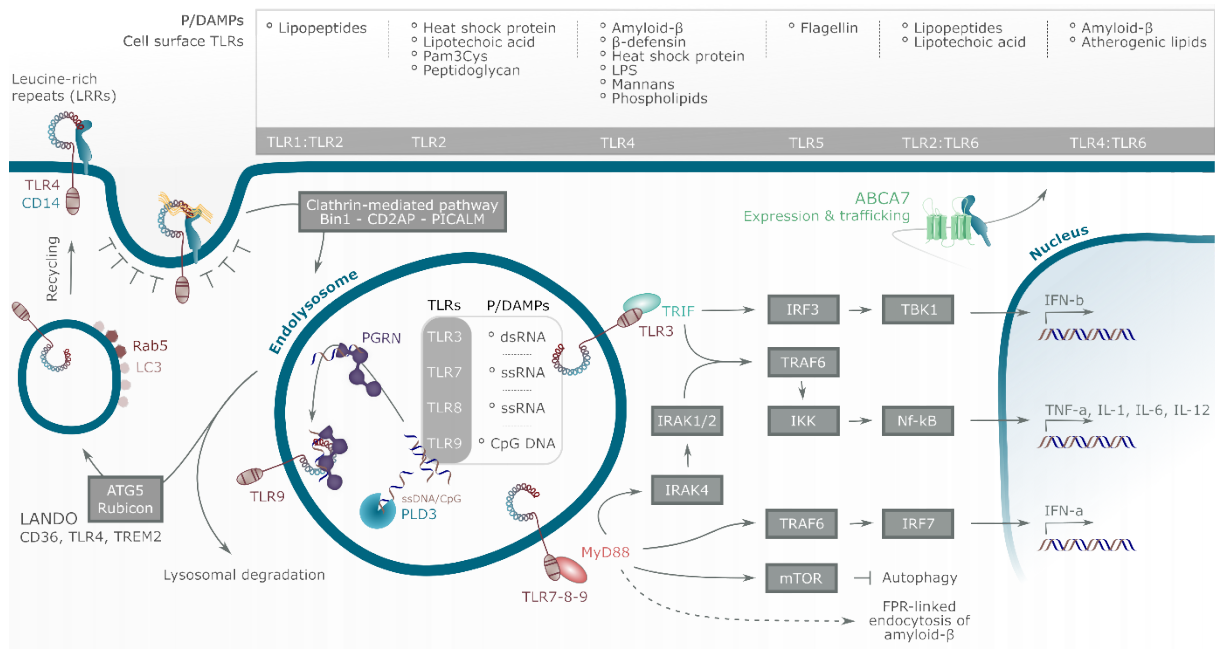 P/DAMPs
Cell surface TLRs
° Lipopeptides
° Heat shock protein
° Lipotechoic acid
° Pam3Cys
° Peptidoglycan
° Amyloid-β
° β-defensin
° Heat shock protein
° LPS
° Mannans
° Phospholipids
° Flagellin
° Lipopeptides
° Lipotechoic acid
° Amyloid-β
° Atherogenic lipids
TLR1:TLR2
TLR2
TLR4
TLR5
TLR2:TLR6
TLR4:TLR6
Leucine-rich
repeats (LRRs)
TLR4
CD14
Clathrin-mediated pathway
Bin1 - CD2AP - PICALM
ABCA7
Expression & trafficking
Nucleus
Recycling
Rab5
LC3
Endolysosome
TLRs
P/DAMPs
TLR3
° dsRNA
TLR7
° ssRNA
TLR8
° ssRNA
TLR9
° CpG DNA
PGRN
TLR9
ssDNA/CpG
PLD3
TRIF
TLR3
IRF3
TBK1
IFN-b
TRAF6
IRAK1/2
IKK
Nf-kB
TNF-a, IL-1, IL-6, IL-12
IRAK4
ATG5
Rubicon
LANDO
CD36, TLR4, TREM2
Lysosomal degradation
TLR7-8-9
MyD88
TRAF6
IRF7
IFN-a
mTOR
Autophagy
FPR-linked
endocytosis of
amyloid-β